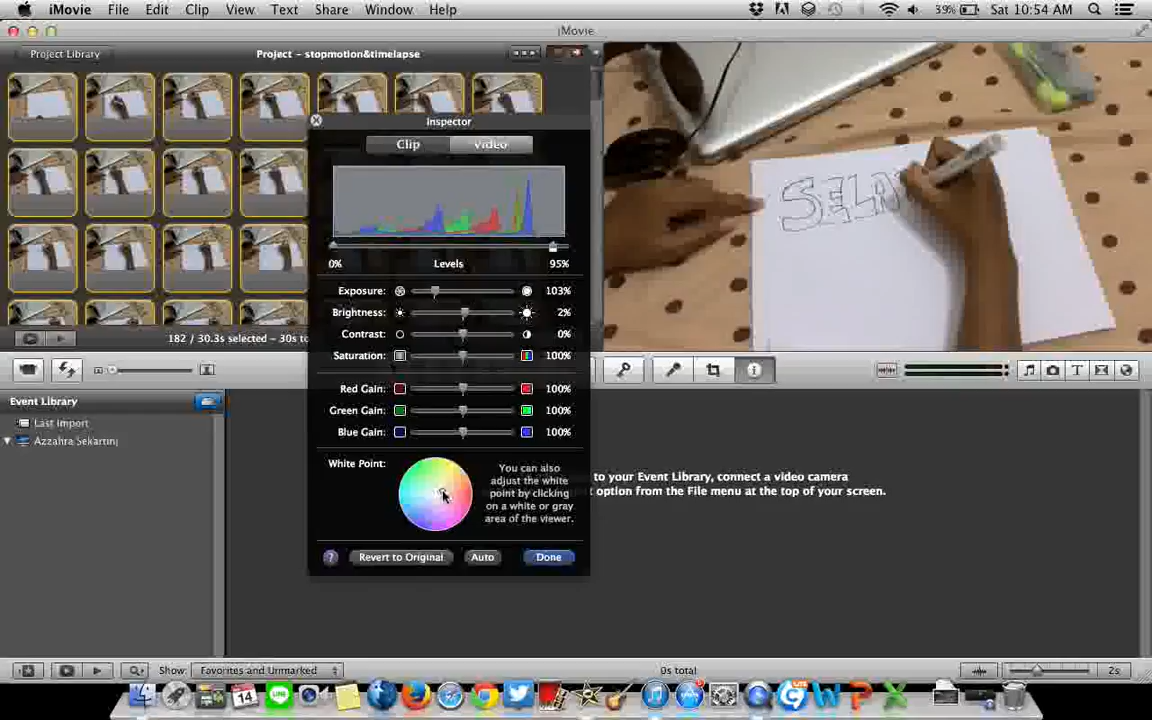 iMovie File Edit Clip View Text Share Window Help 39% Sat 10:54 AM
iMovie
Project Library Project - stopmotion&timelapse
Inspector
Clip Video
0% Levels 95%
Exposure: 103%
Brightness: 2%
Contrast: 0%
Saturation: 100%
Red Gain: 100%
Green Gain: 100%
Blue Gain: 100%
White Point:
You can also
adjust the white
point by clicking
on a white or gray
area of the viewer.
? Revert to Original Auto Done
SELA
182 / 30.3s selected - 30s to
Event Library
Last Import
Azzahra Sekartini
to your Event Library, connect a video camera
option from the File menu at the top of your screen.
Show: Favorites and Unmarked 0s total 2s
14
LINE